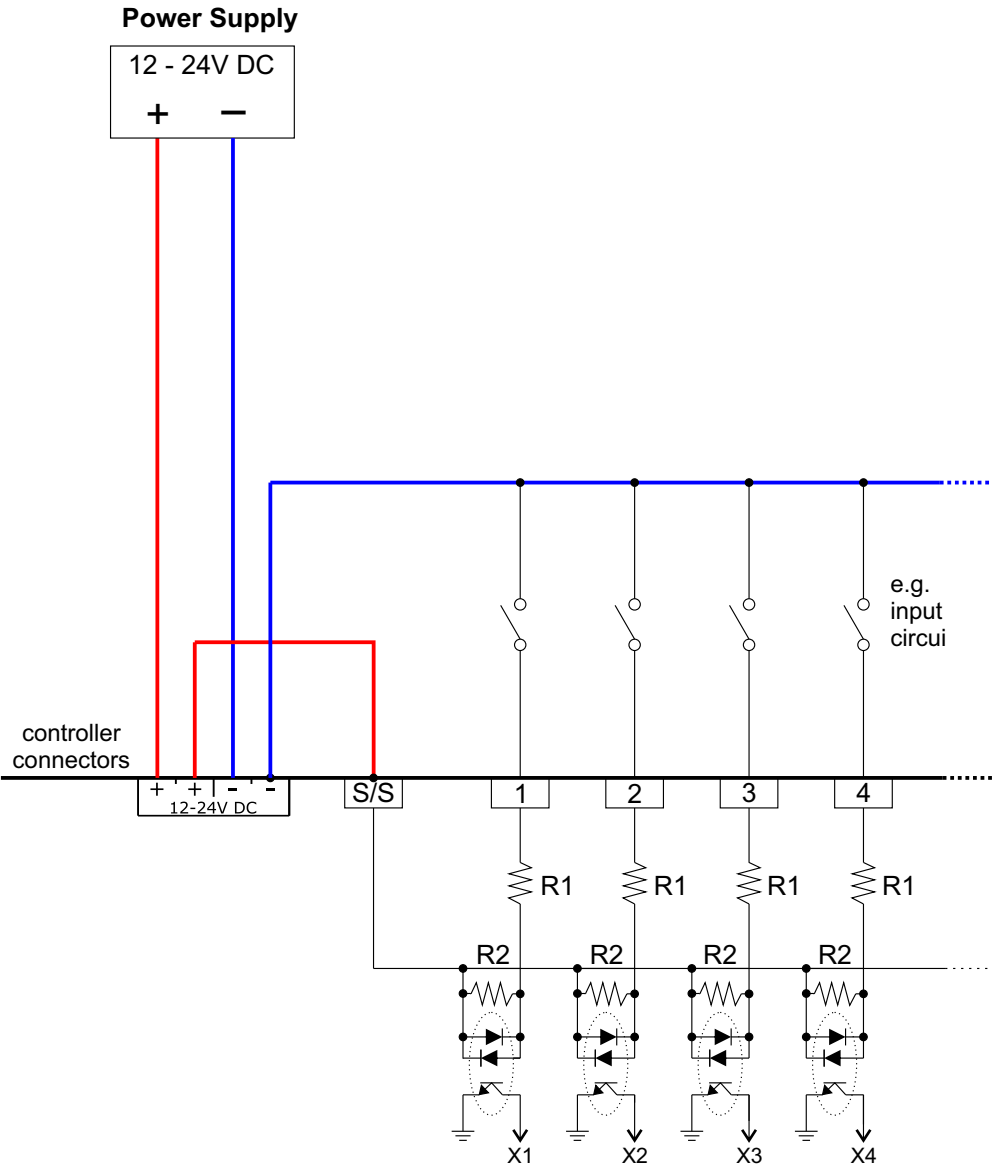 Power Supply
12 - 24V DC
+ −
e.g.
input
circui
controller
connectors
+ + - -
12-24V DC
S/S
1
2
3
4
R1
R1
R1
R1
R2
R2
R2
R2
X1
X2
X3
X4